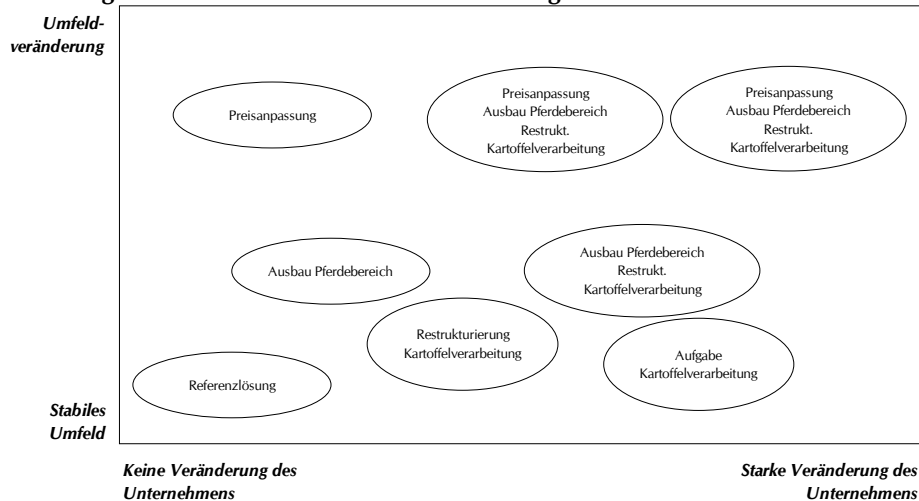 Umfeld-
veränderung
Preisanpassung
Preisanpassung
Ausbau Pferdebereich
Restrukt.
Kartoffelverarbeitung
Preisanpassung
Ausbau Pferdebereich
Restrukt.
Kartoffelverarbeitung
Ausbau Pferdebereich
Ausbau Pferdebereich
Restrukt.
Kartoffelverarbeitung
Restrukturierung
Kartoffelverarbeitung
Aufgabe
Kartoffelverarbeitung
Referenzlösung
Stabiles
Umfeld
Keine Veränderung des
Unternehmens
Starke Veränderung des
Unternehmens